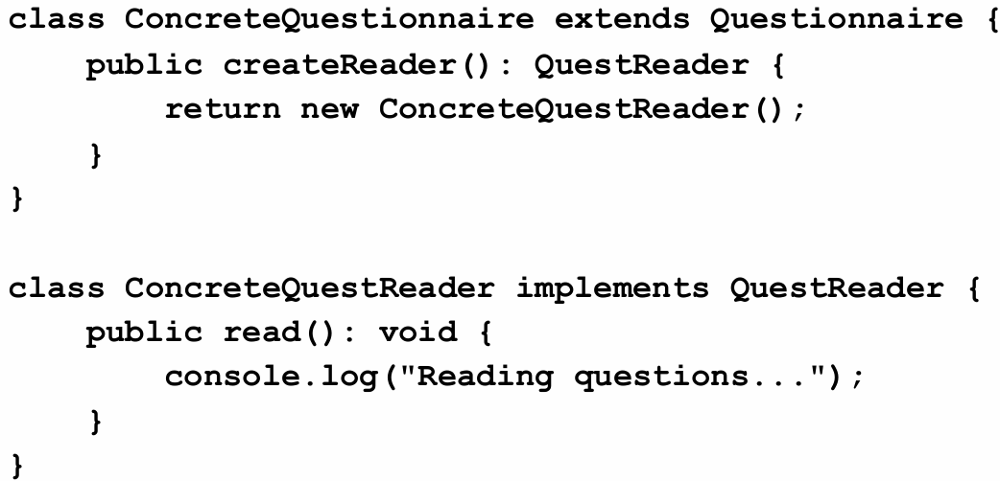 class ConcreteQuestionnaire extends Questionnaire {
    public createReader(): QuestReader {
        return new ConcreteQuestReader();
    }
}

class ConcreteQuestReader implements QuestReader {
    public read(): void {
        console.log("Reading questions...");
    }
}